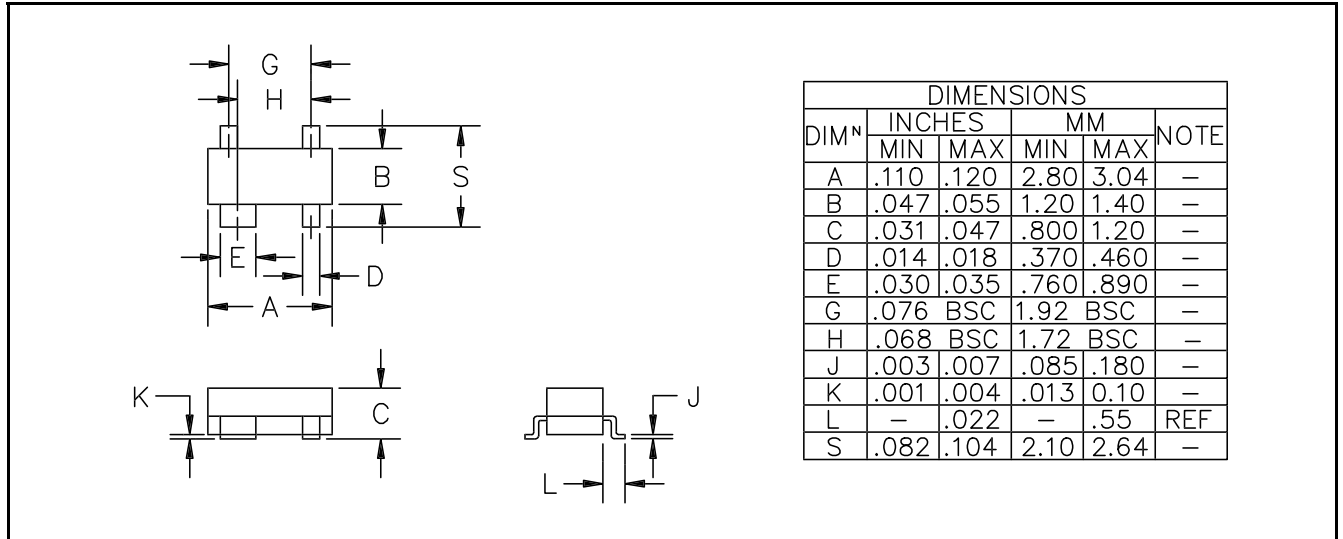 G
H
B
S
E
D
A
K
C
J
L
DIMENSIONS
DIMᴺ INCHES MM NOTE
MIN MAX MIN MAX
A .110 .120 2.80 3.04 –
B .047 .055 1.20 1.40 –
C .031 .047 .800 1.20 –
D .014 .018 .370 .460 –
E .030 .035 .760 .890 –
G .076 BSC 1.92 BSC –
H .068 BSC 1.72 BSC –
J .003 .007 .085 .180 –
K .001 .004 .013 0.10 –
L – .022 – .55 REF
S .082 .104 2.10 2.64 –